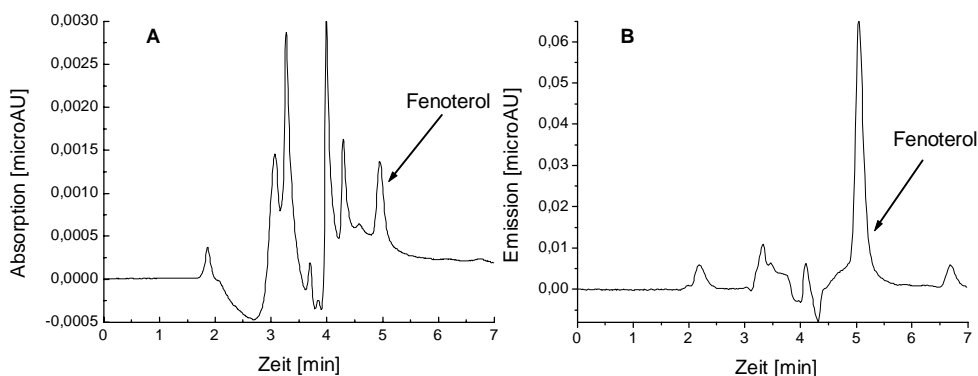 A
Absorption [microAU]
0,0030
0,0025
0,0020
0,0015
0,0010
0,0005
0,0000
-0,0005
Fenoterol
0 1 2 3 4 5 6 7
Zeit [min]
B
Emission [microAU]
0,06
0,05
0,04
0,03
0,02
0,01
0,00
Fenoterol
0 1 2 3 4 5 6 7
Zeit [min]